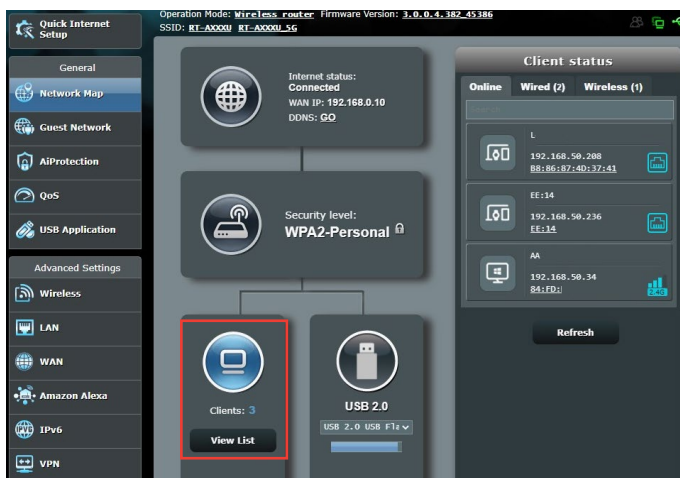 Operation Mode: Wireless router Firmware Version: 3.0.0.4.382_45386
SSID: RT-AXXXU RT-AXXXU_5G
Quick Internet
Setup
General
Network Map
Guest Network
AiProtection
QoS
USB Application
Advanced Settings
Wireless
LAN
WAN
Amazon Alexa
IPv6
VPN
Internet status:
Connected
WAN IP: 192.168.0.10
DDNS: GO
Security level:
WPA2-Personal
Clients: 3
View List
USB 2.0
USB 2.0 USB Fla
Client status
Online Wired (2) Wireless (1)
L
192.168.50.208
B8:86:87:4D:37:41
EE:14
192.168.50.236
EE:14
AA
192.168.50.34
84:FD:
2.4G
Refresh